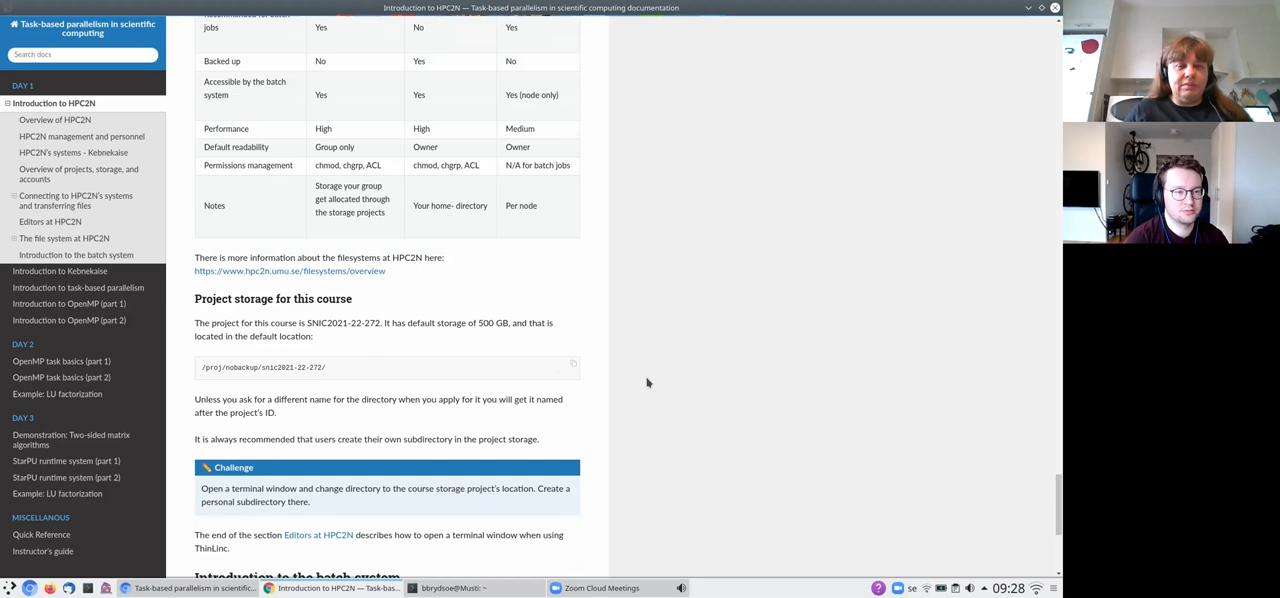 Introduction to HPC2N — Task-based parallelism in scientific computing documentation
Task-based parallelism in scientific
computing
Search docs
DAY 1
Introduction to HPC2N
Overview of HPC2N
HPC2N management and personnel
HPC2N's systems - Kebnekaise
Overview of projects, storage, and
accounts
Connecting to HPC2N's systems
and transferring files
Editors at HPC2N
The file system at HPC2N
Introduction to the batch system
Introduction to Kebnekaise
Introduction to task-based parallelism
Introduction to OpenMP (part 1)
Introduction to OpenMP (part 2)
DAY 2
OpenMP task basics (part 1)
OpenMP task basics (part 2)
Example: LU factorization
DAY 3
Demonstration: Two-sided matrix
algorithms
StarPU runtime system (part 1)
StarPU runtime system (part 2)
Example: LU factorization
MISCELLANEOUS
Quick Reference
Instructor's guide
Recommended for batch
jobs Yes No Yes
Backed up No Yes No
Accessible by the batch
system Yes Yes Yes (node only)
Performance High High Medium
Default readability Group only Owner Owner
Permissions management chmod, chgrp, ACL chmod, chgrp, ACL N/A for batch jobs
Storage your group
get allocated through
the storage projects
Notes Your home- directory Per node
There is more information about the filesystems at HPC2N here:
https://www.hpc2n.umu.se/filesystems/overview
Project storage for this course
The project for this course is SNIC2021-22-272. It has default storage of 500 GB, and that is
located in the default location:
/proj/nobackup/snic2021-22-272/
Unless you ask for a different name for the directory when you apply for it you will get it named
after the project's ID.
It is always recommended that users create their own subdirectory in the project storage.
Challenge
Open a terminal window and change directory to the course storage project's location. Create a
personal subdirectory there.
The end of the section Editors at HPC2N describes how to open a terminal window when using
ThinLinc.
Introduction to the batch system
Task-based parallelism in scientific...
Introduction to HPC2N — Task-bas...
bbrydsoe@Musti: ~
Zoom Cloud Meetings
se
09:28